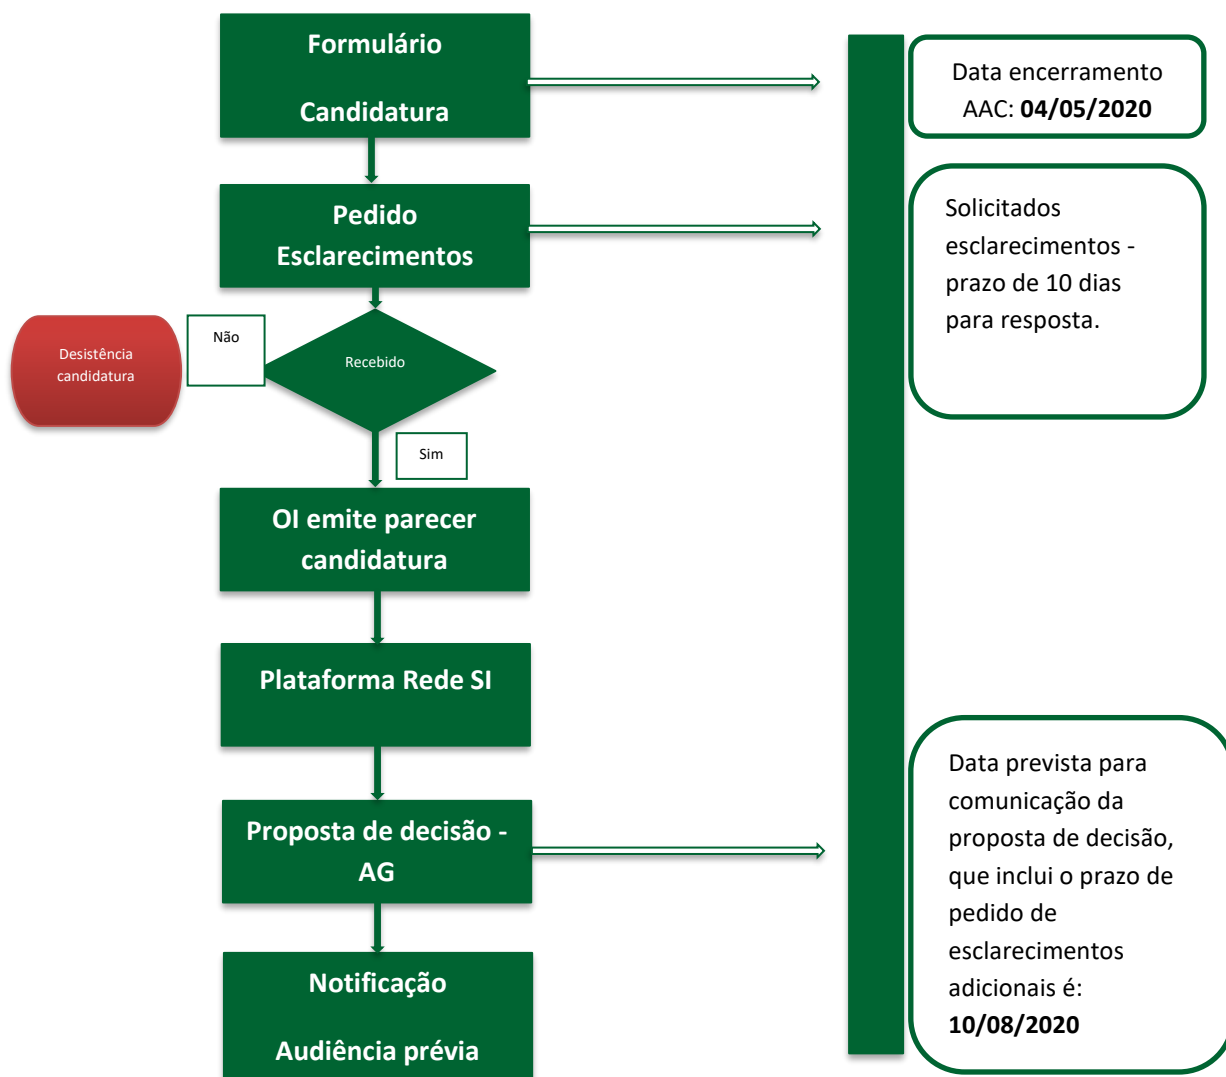 Formulário
Candidatura
Data encerramento
AAC: 04/05/2020
Pedido
Esclarecimentos
Solicitados
esclarecimentos -
prazo de 10 dias
para resposta.
Desistência
candidatura
Não
Recebido
Sim
OI emite parecer
candidatura
Plataforma Rede SI
Proposta de decisão -
AG
Data prevista para
comunicação da
proposta de decisão,
que inclui o prazo de
pedido de
esclarecimentos
adicionais é:
10/08/2020
Notificação
Audiência prévia